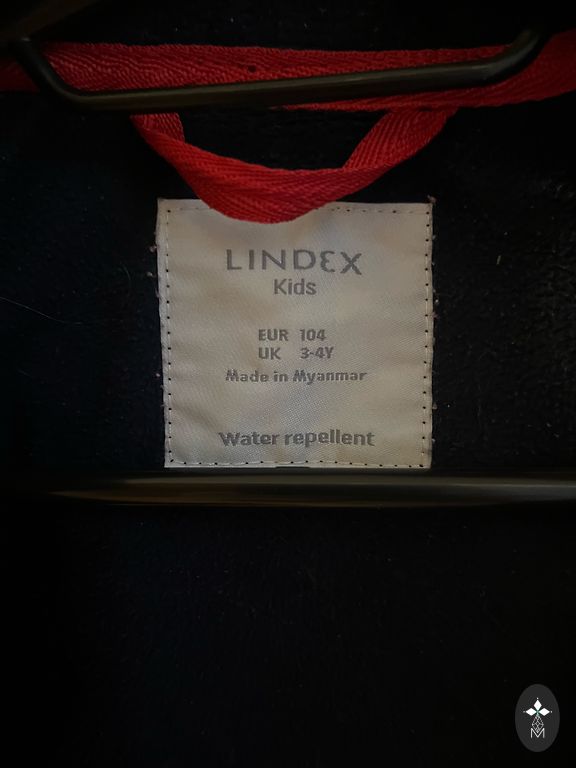 LINDEX
Kids
EUR 104
UK 3-4Y
Made in Myanmar
Water repellent